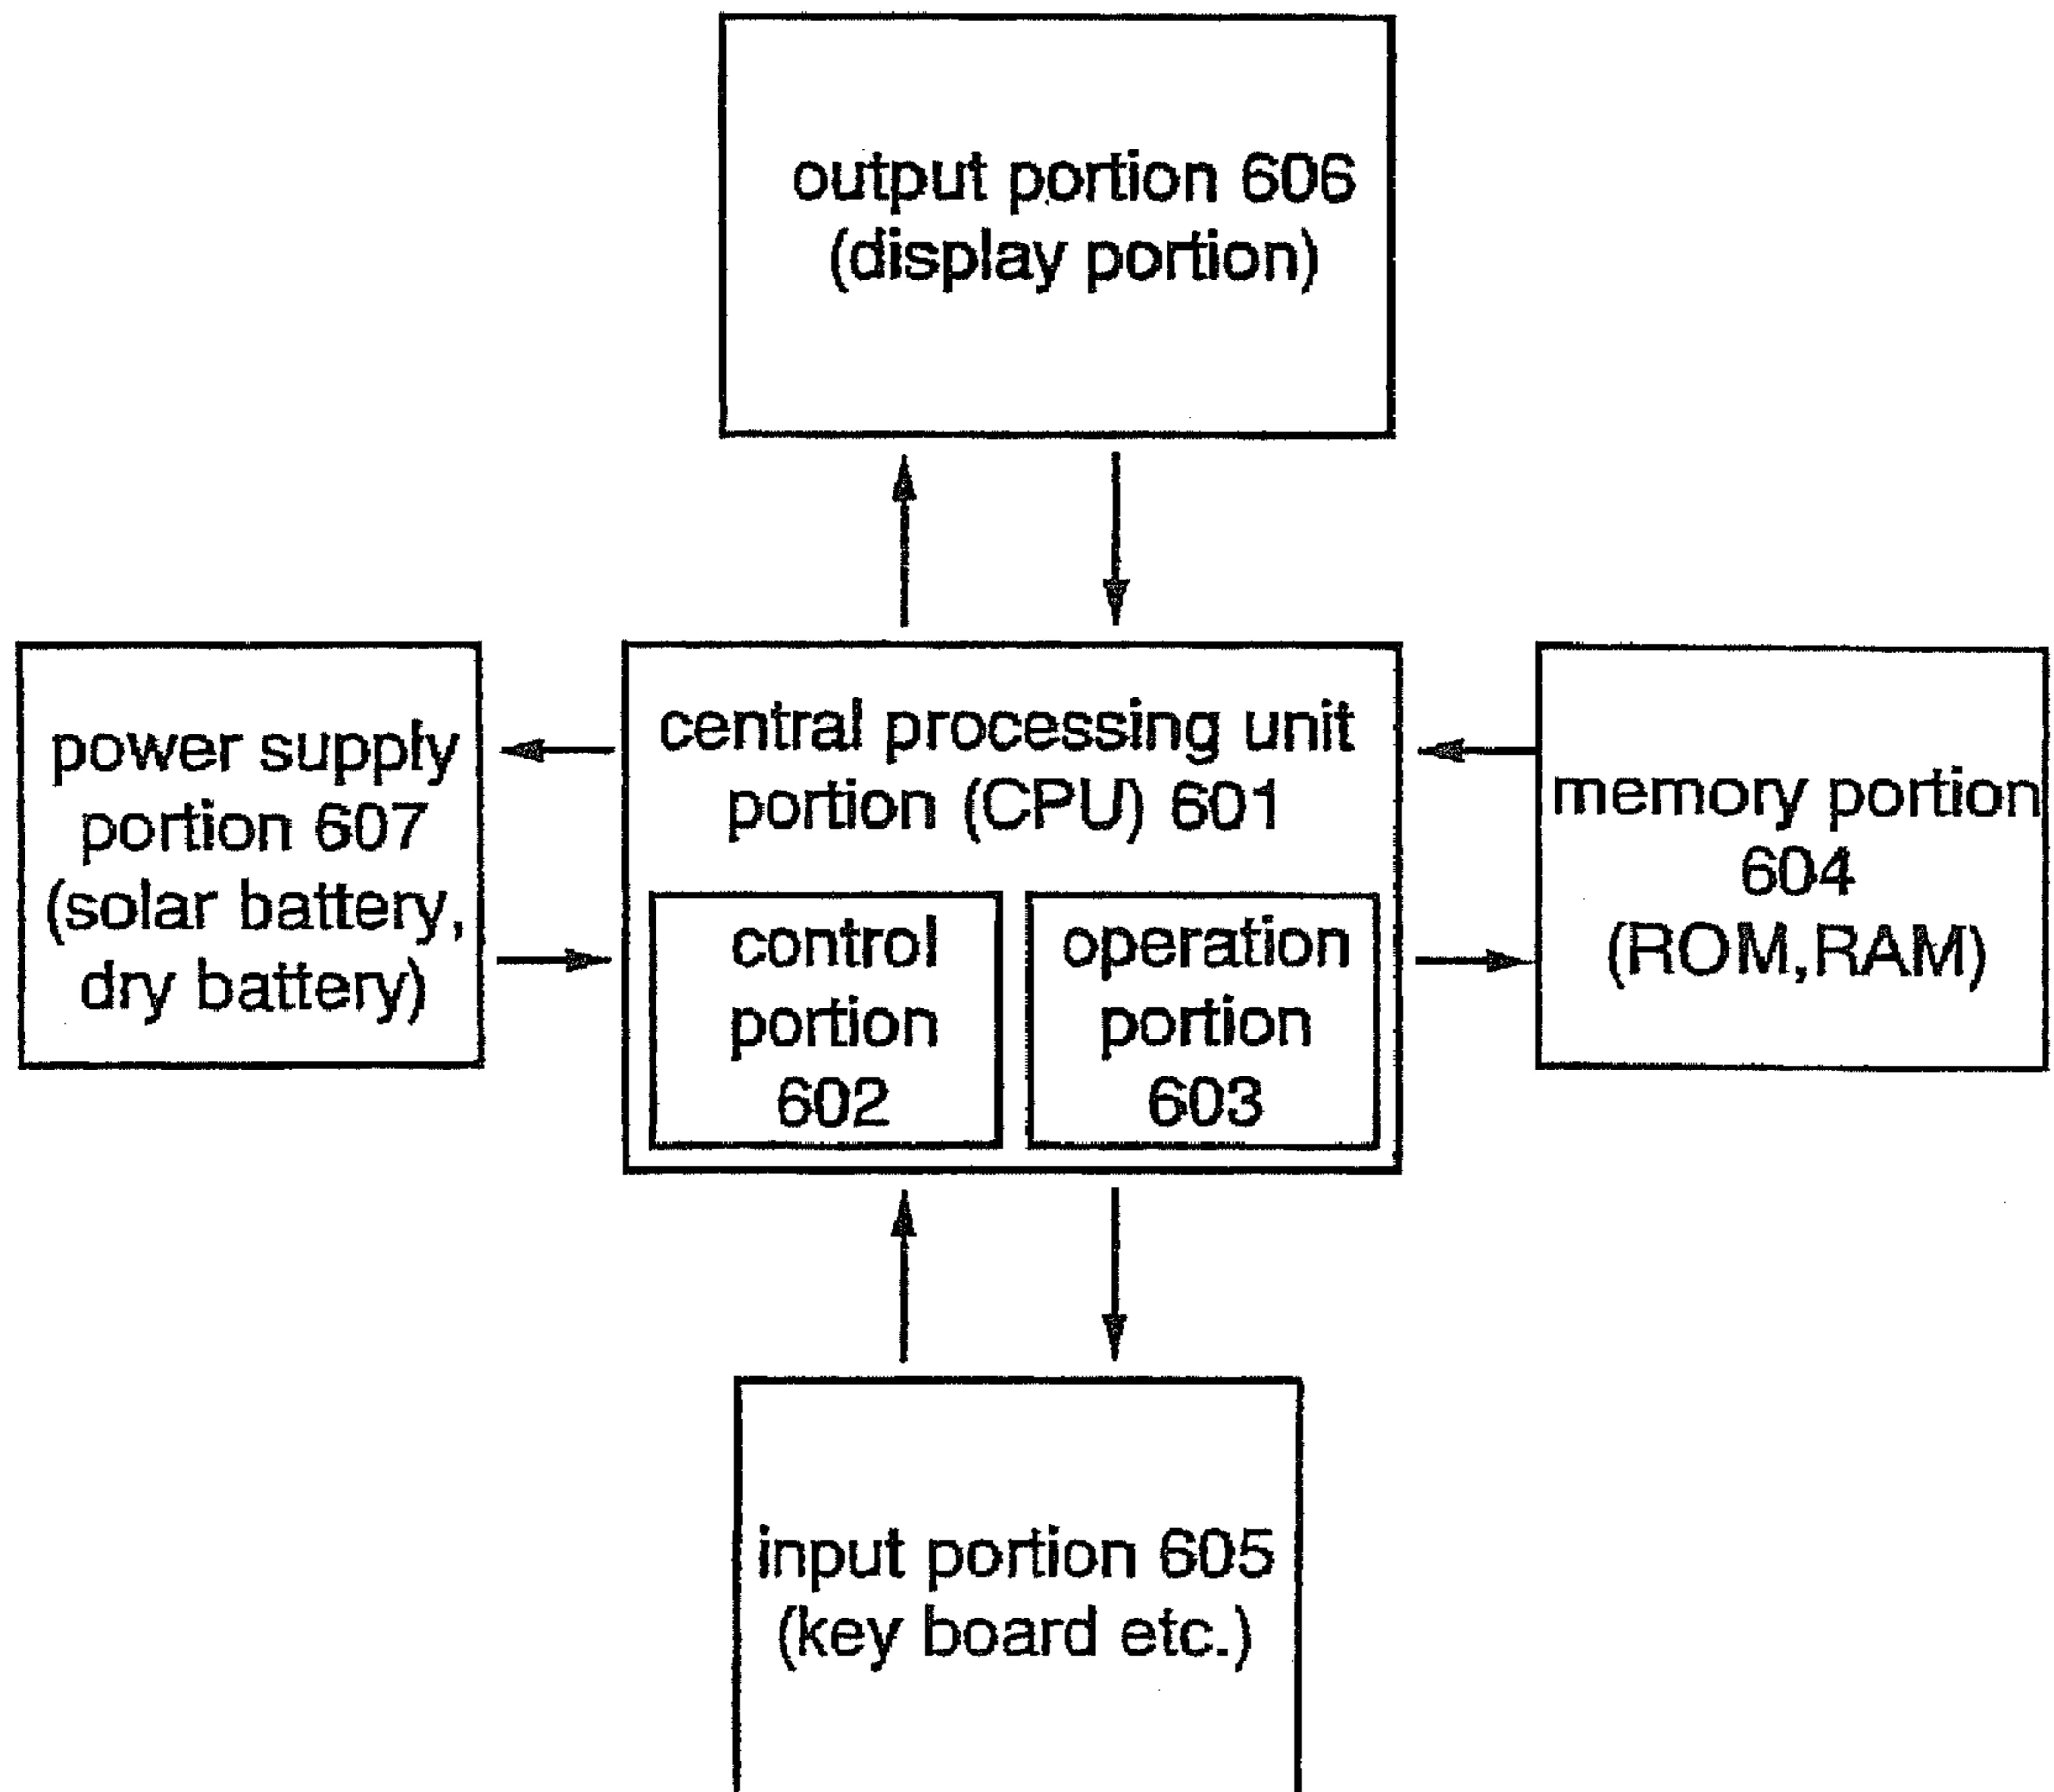 output portion 606
(display portion)
power supply
portion 607
(solar battery,
dry battery)
central processing unit
portion (CPU) 601
control
portion
602
operation
portion
603
memory portion
604
(ROM,RAM)
input portion 605
(key board etc.)